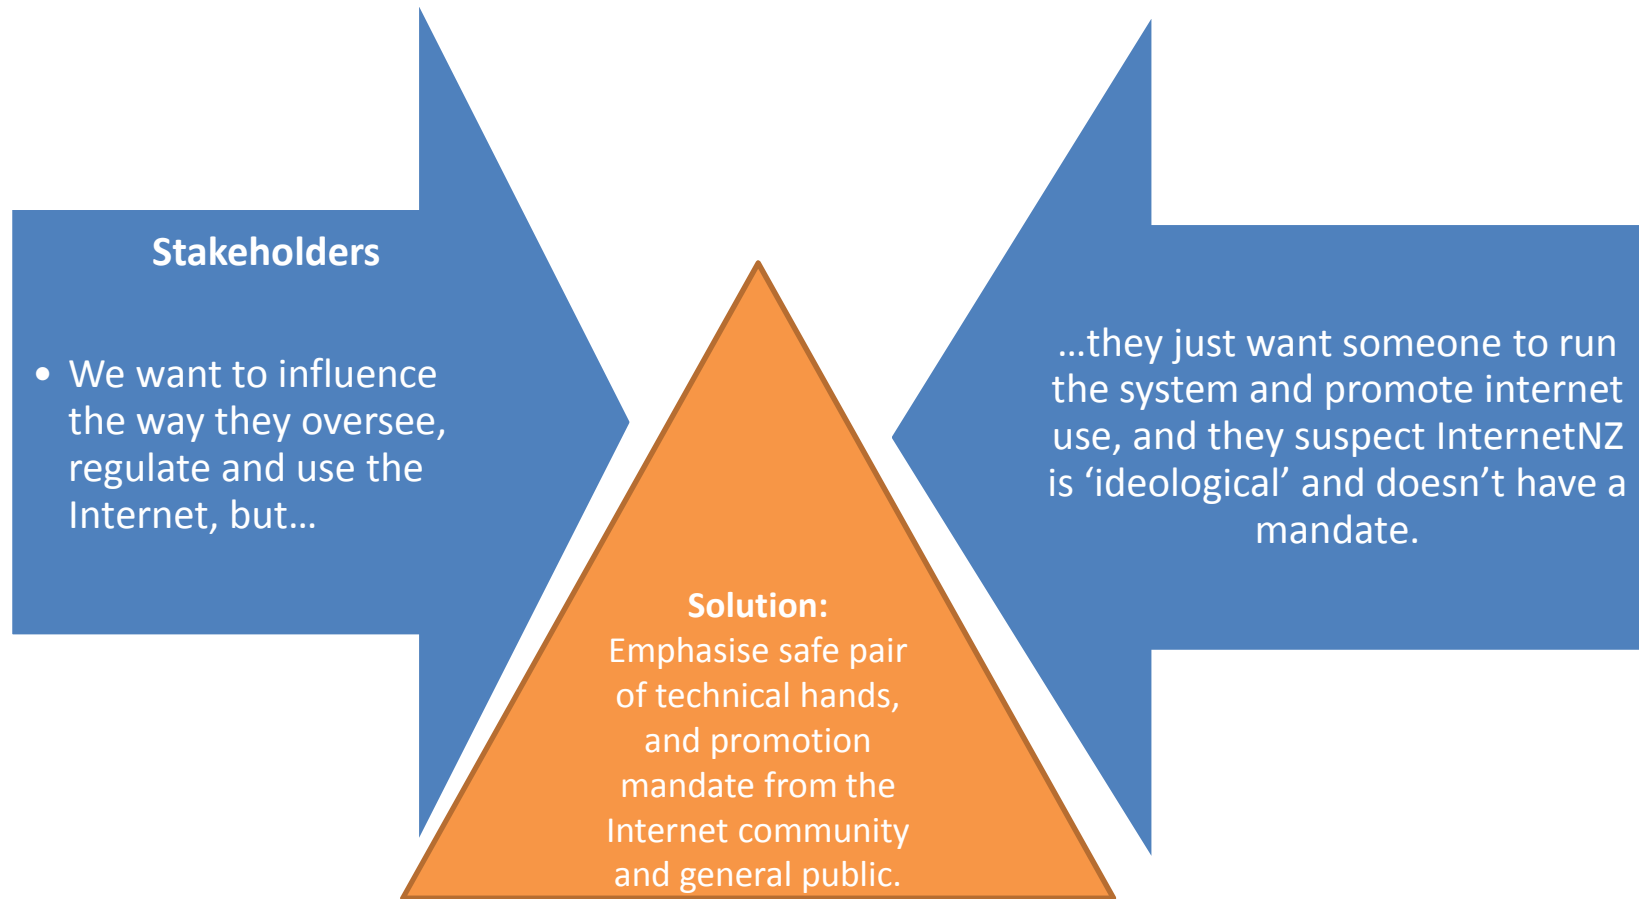 Stakeholders
• We want to influence
the way they oversee,
regulate and use the
Internet, but…
…they just want someone to run
the system and promote internet
use, and they suspect InternetNZ
is ‘ideological’ and doesn’t have a
mandate.
Solution:
Emphasise safe pair
of technical hands,
and promotion
mandate from the
Internet community
and general public.